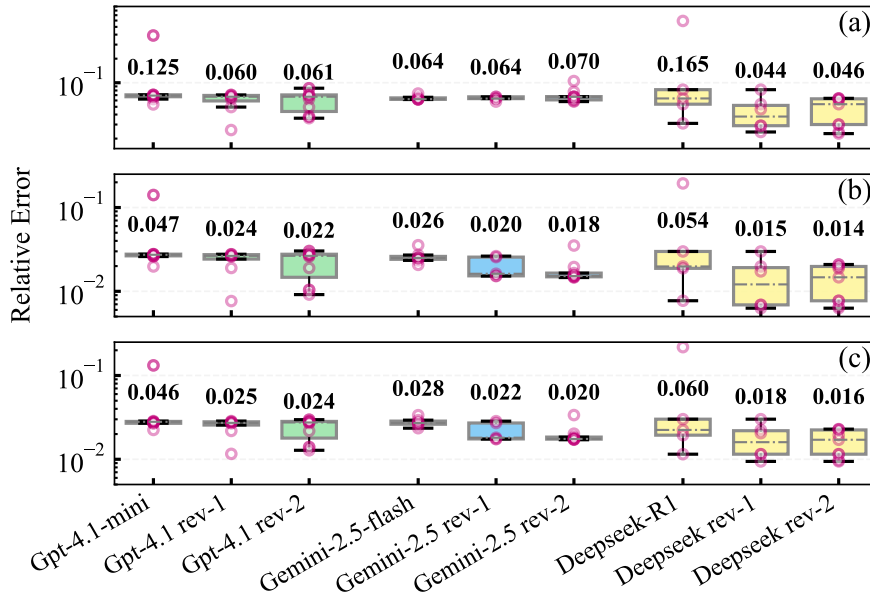 (a)
0.125 0.060 0.061 0.064 0.064 0.070 0.165 0.044 0.046
10⁻¹
(b)
10⁻¹
0.047 0.024 0.022 0.026 0.020 0.018 0.054 0.015 0.014
10⁻²
Relative Error
(c)
10⁻¹
0.046 0.025 0.024 0.028 0.022 0.020 0.060 0.018 0.016
10⁻²
Gpt-4.1-mini
Gpt-4.1 rev-1
Gpt-4.1 rev-2
Gemini-2.5-flash
Gemini-2.5 rev-1
Gemini-2.5 rev-2
Deepseek-R1
Deepseek rev-1
Deepseek rev-2